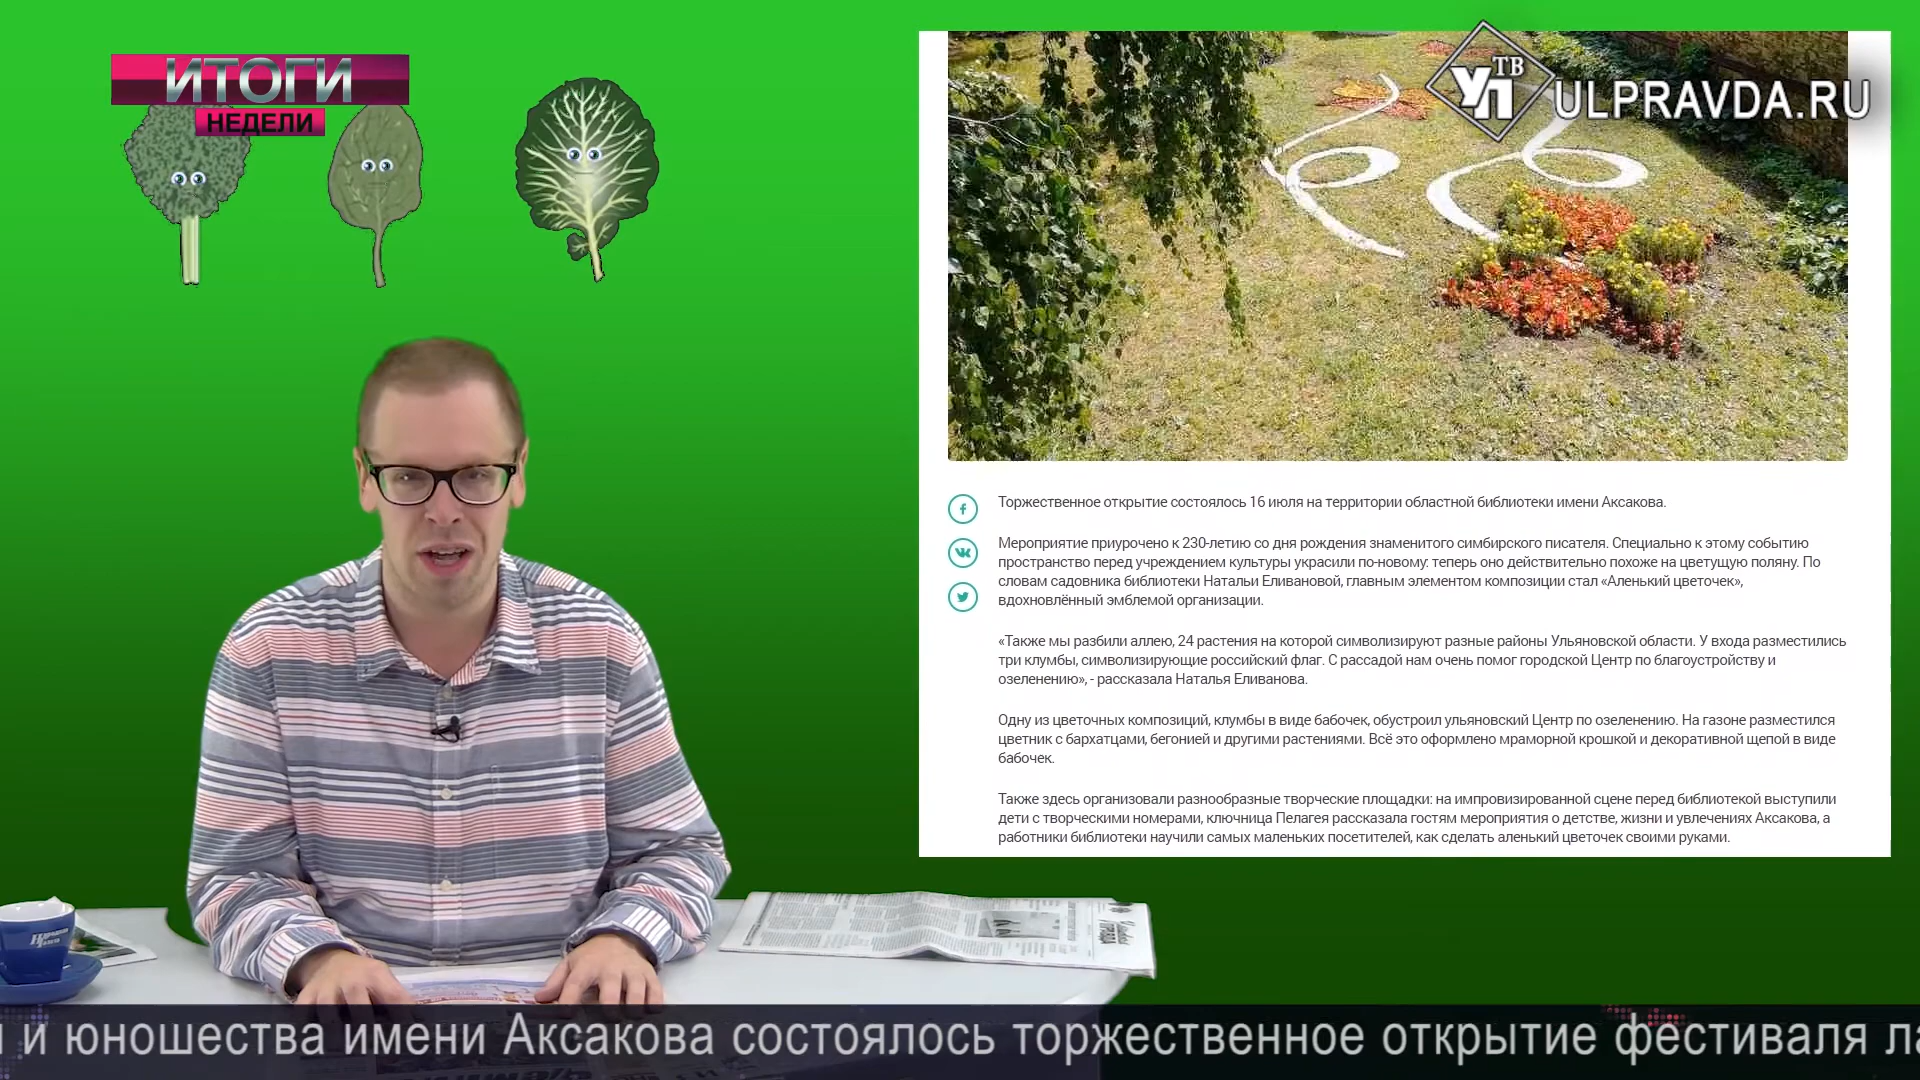 ИТОГИ
НЕДЕЛИ
УП ТВ
ULPRAVDA.RU
Торжественное открытие состоялось 16 июля на территории областной библиотеки имени Аксакова.
Мероприятие приурочено к 230-летию со дня рождения знаменитого симбирского писателя. Специально к этому событию
пространство перед учреждением культуры украсили по-новому: теперь оно действительно похоже на цветущую поляну. По
словам садовника библиотеки Натальи Еливановой, главным элементом композиции стал «Аленький цветочек»,
вдохновлённый эмблемой организации.
«Также мы разбили аллею, 24 растения на которой символизируют разные районы Ульяновской области. У входа разместились
три клумбы, символизирующие российский флаг. С рассадой нам очень помог городской Центр по благоустройству и
озеленению», - рассказала Наталья Еливанова.
Одну из цветочных композиций, клумбы в виде бабочек, обустроил ульяновский Центр по озеленению. На газоне разместился
цветник с бархатцами, бегонией и другими растениями. Всё это оформлено мраморной крошкой и декоративной щепой в виде
бабочек.
Также здесь организовали разнообразные творческие площадки: на импровизированной сцене перед библиотекой выступили
дети с творческими номерами, ключница Пелагея рассказала гостям мероприятия о детстве, жизни и увлечениях Аксакова, а
работники библиотеки научили самых маленьких посетителей, как сделать аленький цветочек своими руками.
и юношества имени Аксакова состоялось торжественное открытие фестиваля ла